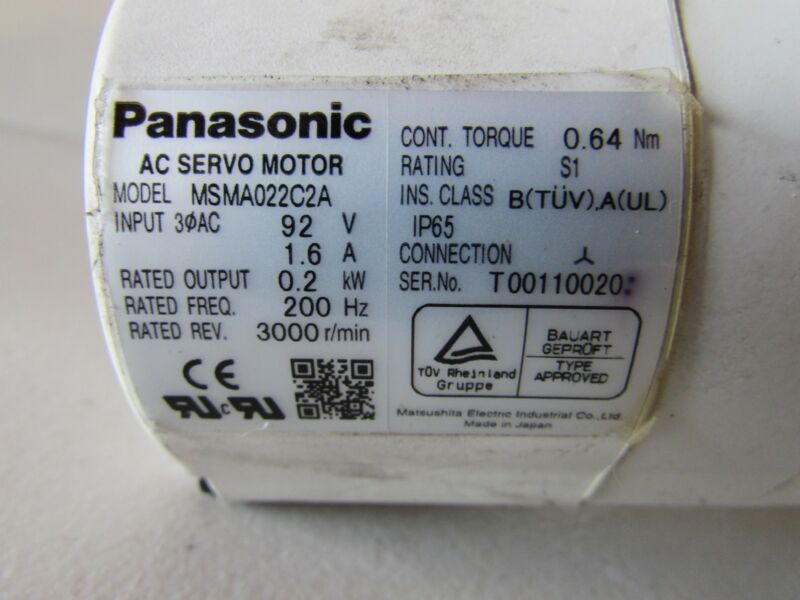 Panasonic
AC SERVO MOTOR
MODEL MSMA022C2A
INPUT 3∅AC 92 V
1.6 A
RATED OUTPUT 0.2 kW
RATED FREQ. 200 Hz
RATED REV. 3000 r/min
CE
CONT. TORQUE 0.64 Nm
RATING S1
INS. CLASS B(TÜV),A(UL)
IP65
CONNECTION
SER.No. T00110020
TÜV Rheinland
Gruppe
BAUART
GEPRÜFT
TYPE
APPROVED
Matsushita Electric Industrial Co.,Ltd.
Made in Japan